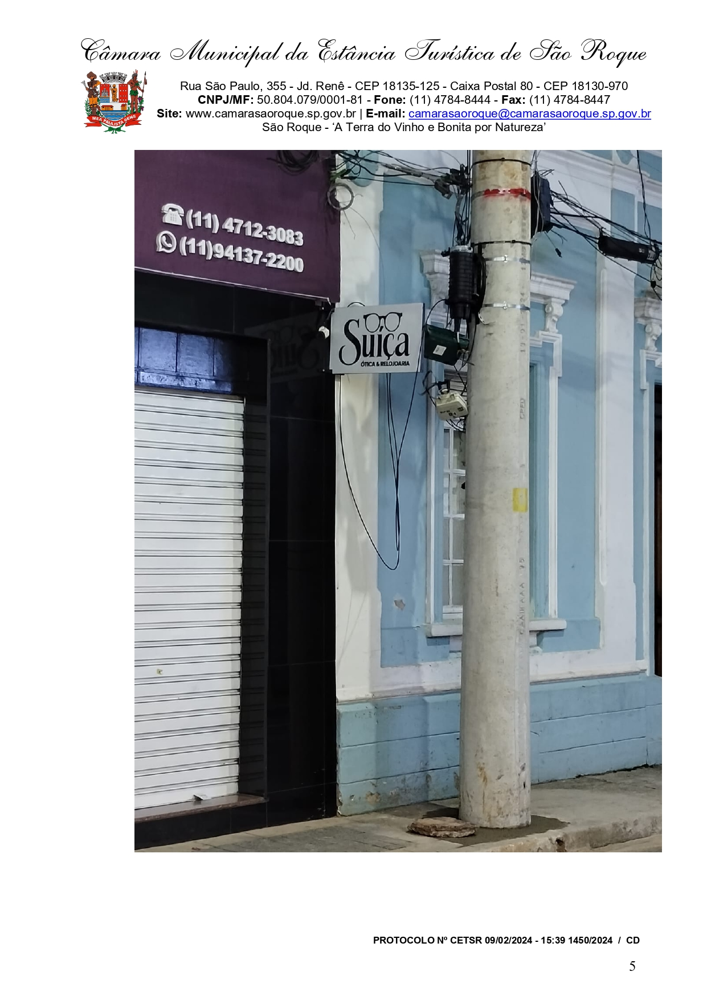 Câmara Municipal da Estância Turística de São Roque
Rua São Paulo, 355 - Jd. Renê - CEP 18135-125 - Caixa Postal 80 - CEP 18130-970
CNPJ/MF: 50.804.079/0001-81 - Fone: (11) 4784-8444 - Fax: (11) 4784-8447
Site: www.camarasaoroque.sp.gov.br | E-mail: camarasaoroque@camarasaoroque.sp.gov.br
São Roque - ‘A Terra do Vinho e Bonita por Natureza’
MEA PAULISTA GENS
(11) 4712-3083
(11)94137-2200
Suíça
ÓTICA & RELOJOARIA
PROTOCOLO Nº CETSR 09/02/2024 - 15:39 1450/2024 / CD
5